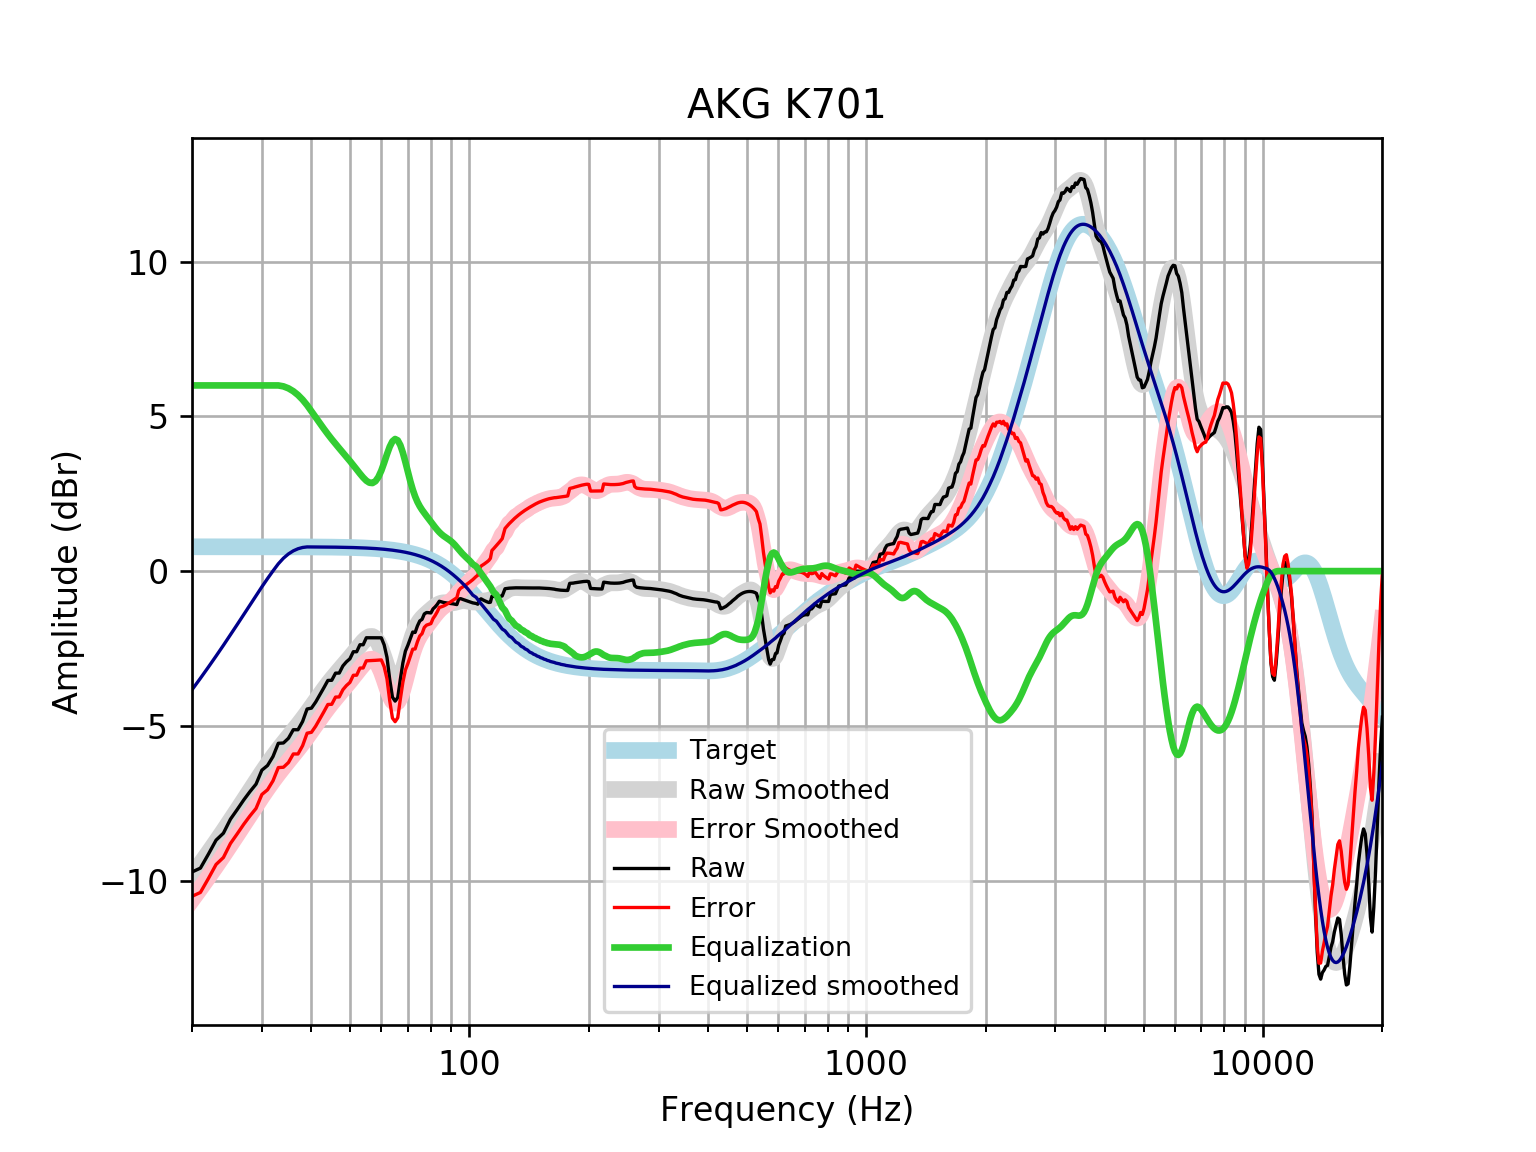 AKG K701
10
5
0
−5
−10
Amplitude (dBr)
Target
Raw Smoothed
Error Smoothed
Raw
Error
Equalization
Equalized smoothed
100
1000
10000
Frequency (Hz)